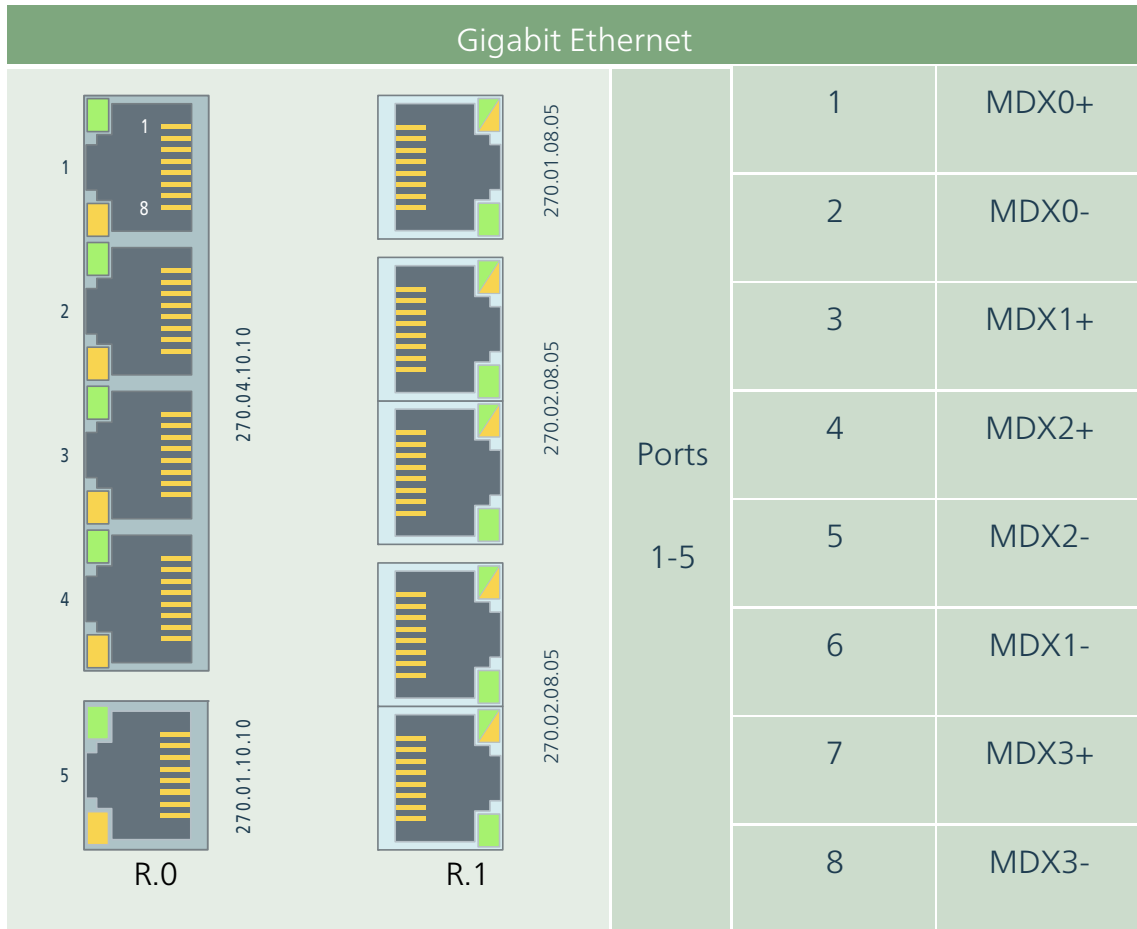 Gigabit Ethernet
1
8
1
2
3
4
5
270.04.10.10
270.01.10.10
R.0
270.01.08.05
270.02.08.05
270.02.08.05
R.1
Ports
1-5
1 MDX0+
2 MDX0-
3 MDX1+
4 MDX2+
5 MDX2-
6 MDX1-
7 MDX3+
8 MDX3-